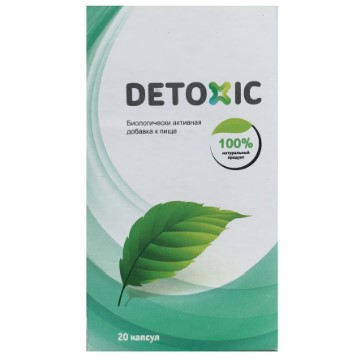 DETOXIC
Биологически активная
добавка к пище
100%
натуральный
продукт
20 капсул